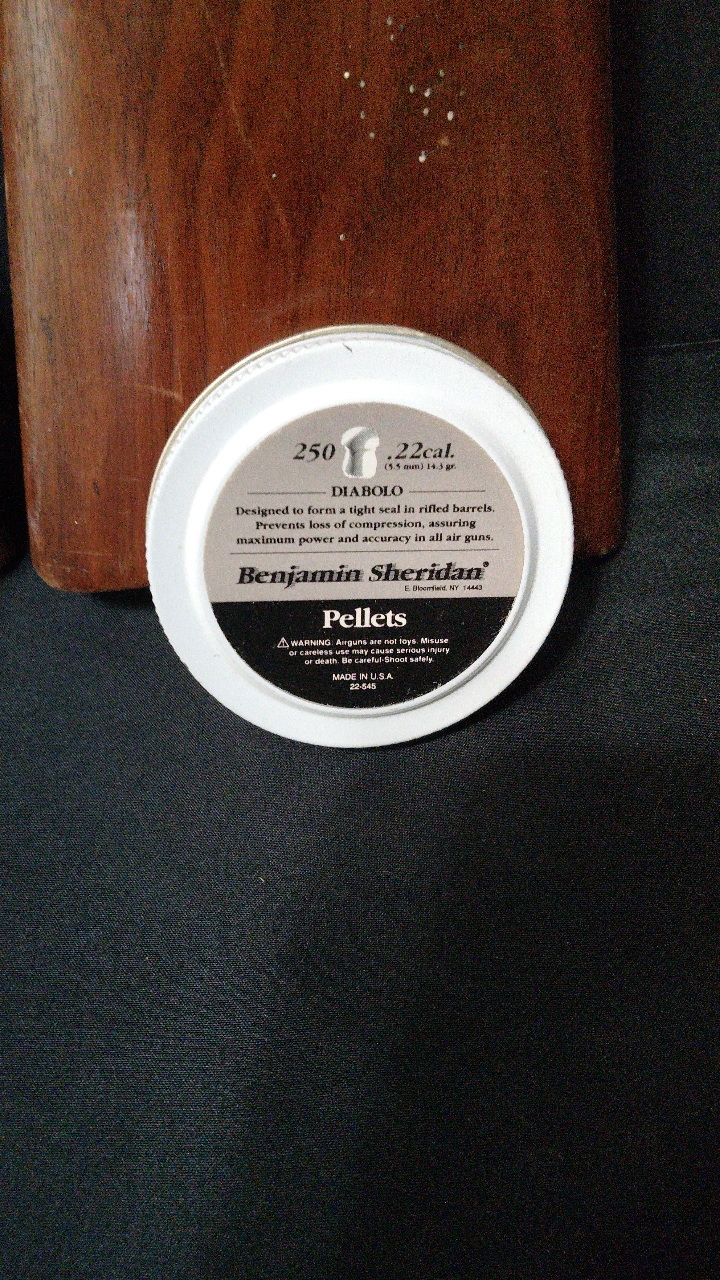 250 .22cal.
(5.5 mm) 14.3 gr.
DIABOLO
Designed to form a tight seal in rifled barrels.
Prevents loss of compression, assuring
maximum power and accuracy in all air guns.
Benjamin Sheridan®
E. Bloomfield, NY 14443
Pellets
⚠ WARNING: Airguns are not toys. Misuse
or careless use may cause serious injury
or death. Be careful-Shoot safely.
MADE IN U.S.A.
22-545